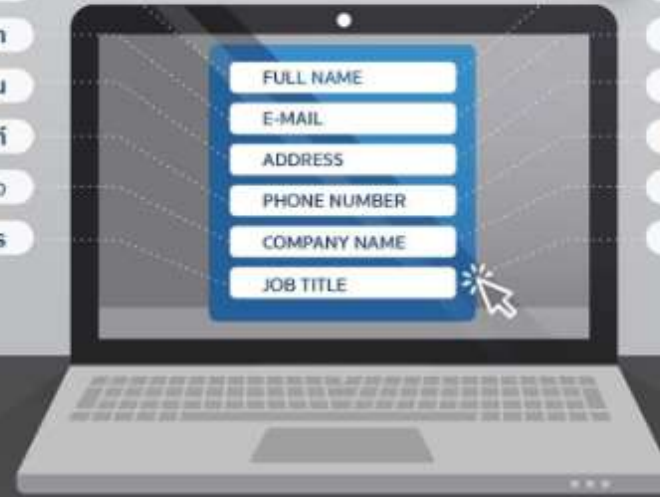 FULL NAME
E-MAIL
ADDRESS
PHONE NUMBER
COMPANY NAME
JOB TITLE